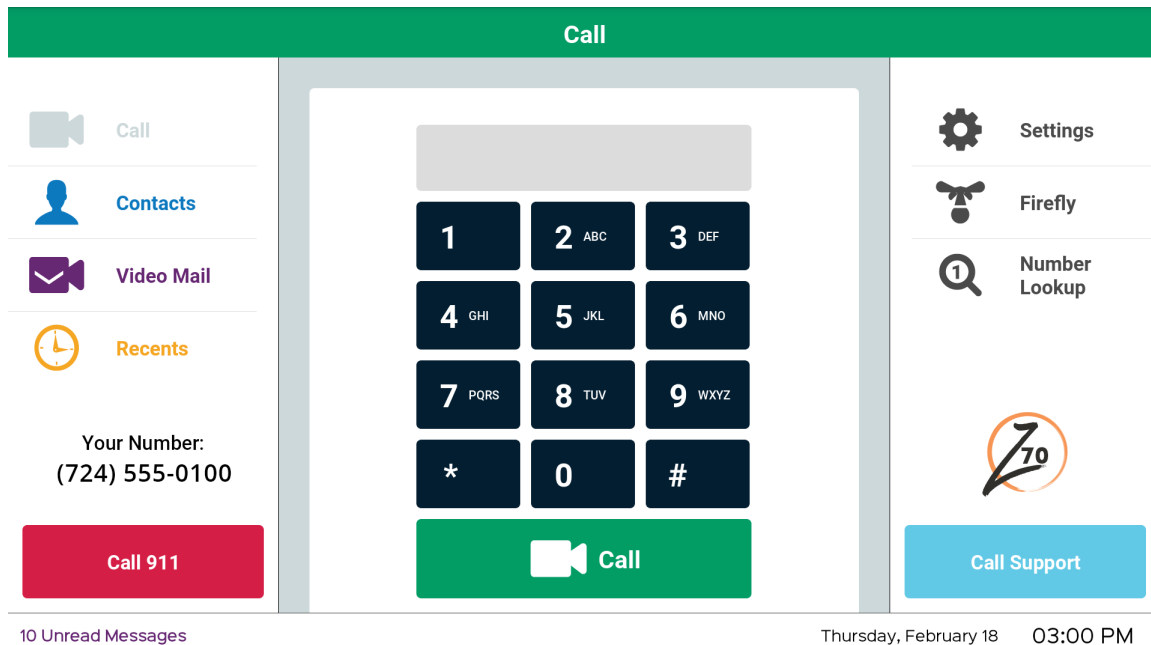 Call
Call
Contacts
Video Mail
Recents
Your Number:
(724) 555-0100
Call 911
1
2 ABC
3 DEF
4 GHI
5 JKL
6 MNO
7 PQRS
8 TUV
9 WXYZ
*
0
#
Call
Settings
Firefly
1
Number
Lookup
Z70
Call Support
10 Unread Messages
Thursday, February 18
03:00 PM